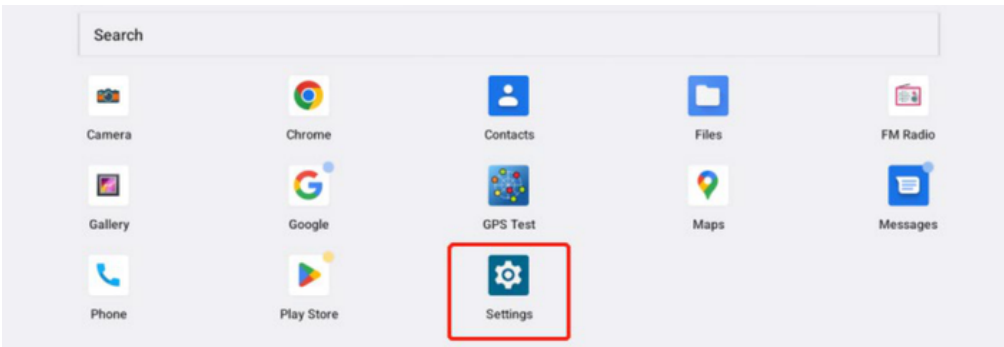 Search
Camera
Chrome
Contacts
Files
FM Radio
Gallery
Google
GPS Test
Maps
Messages
Phone
Play Store
Settings